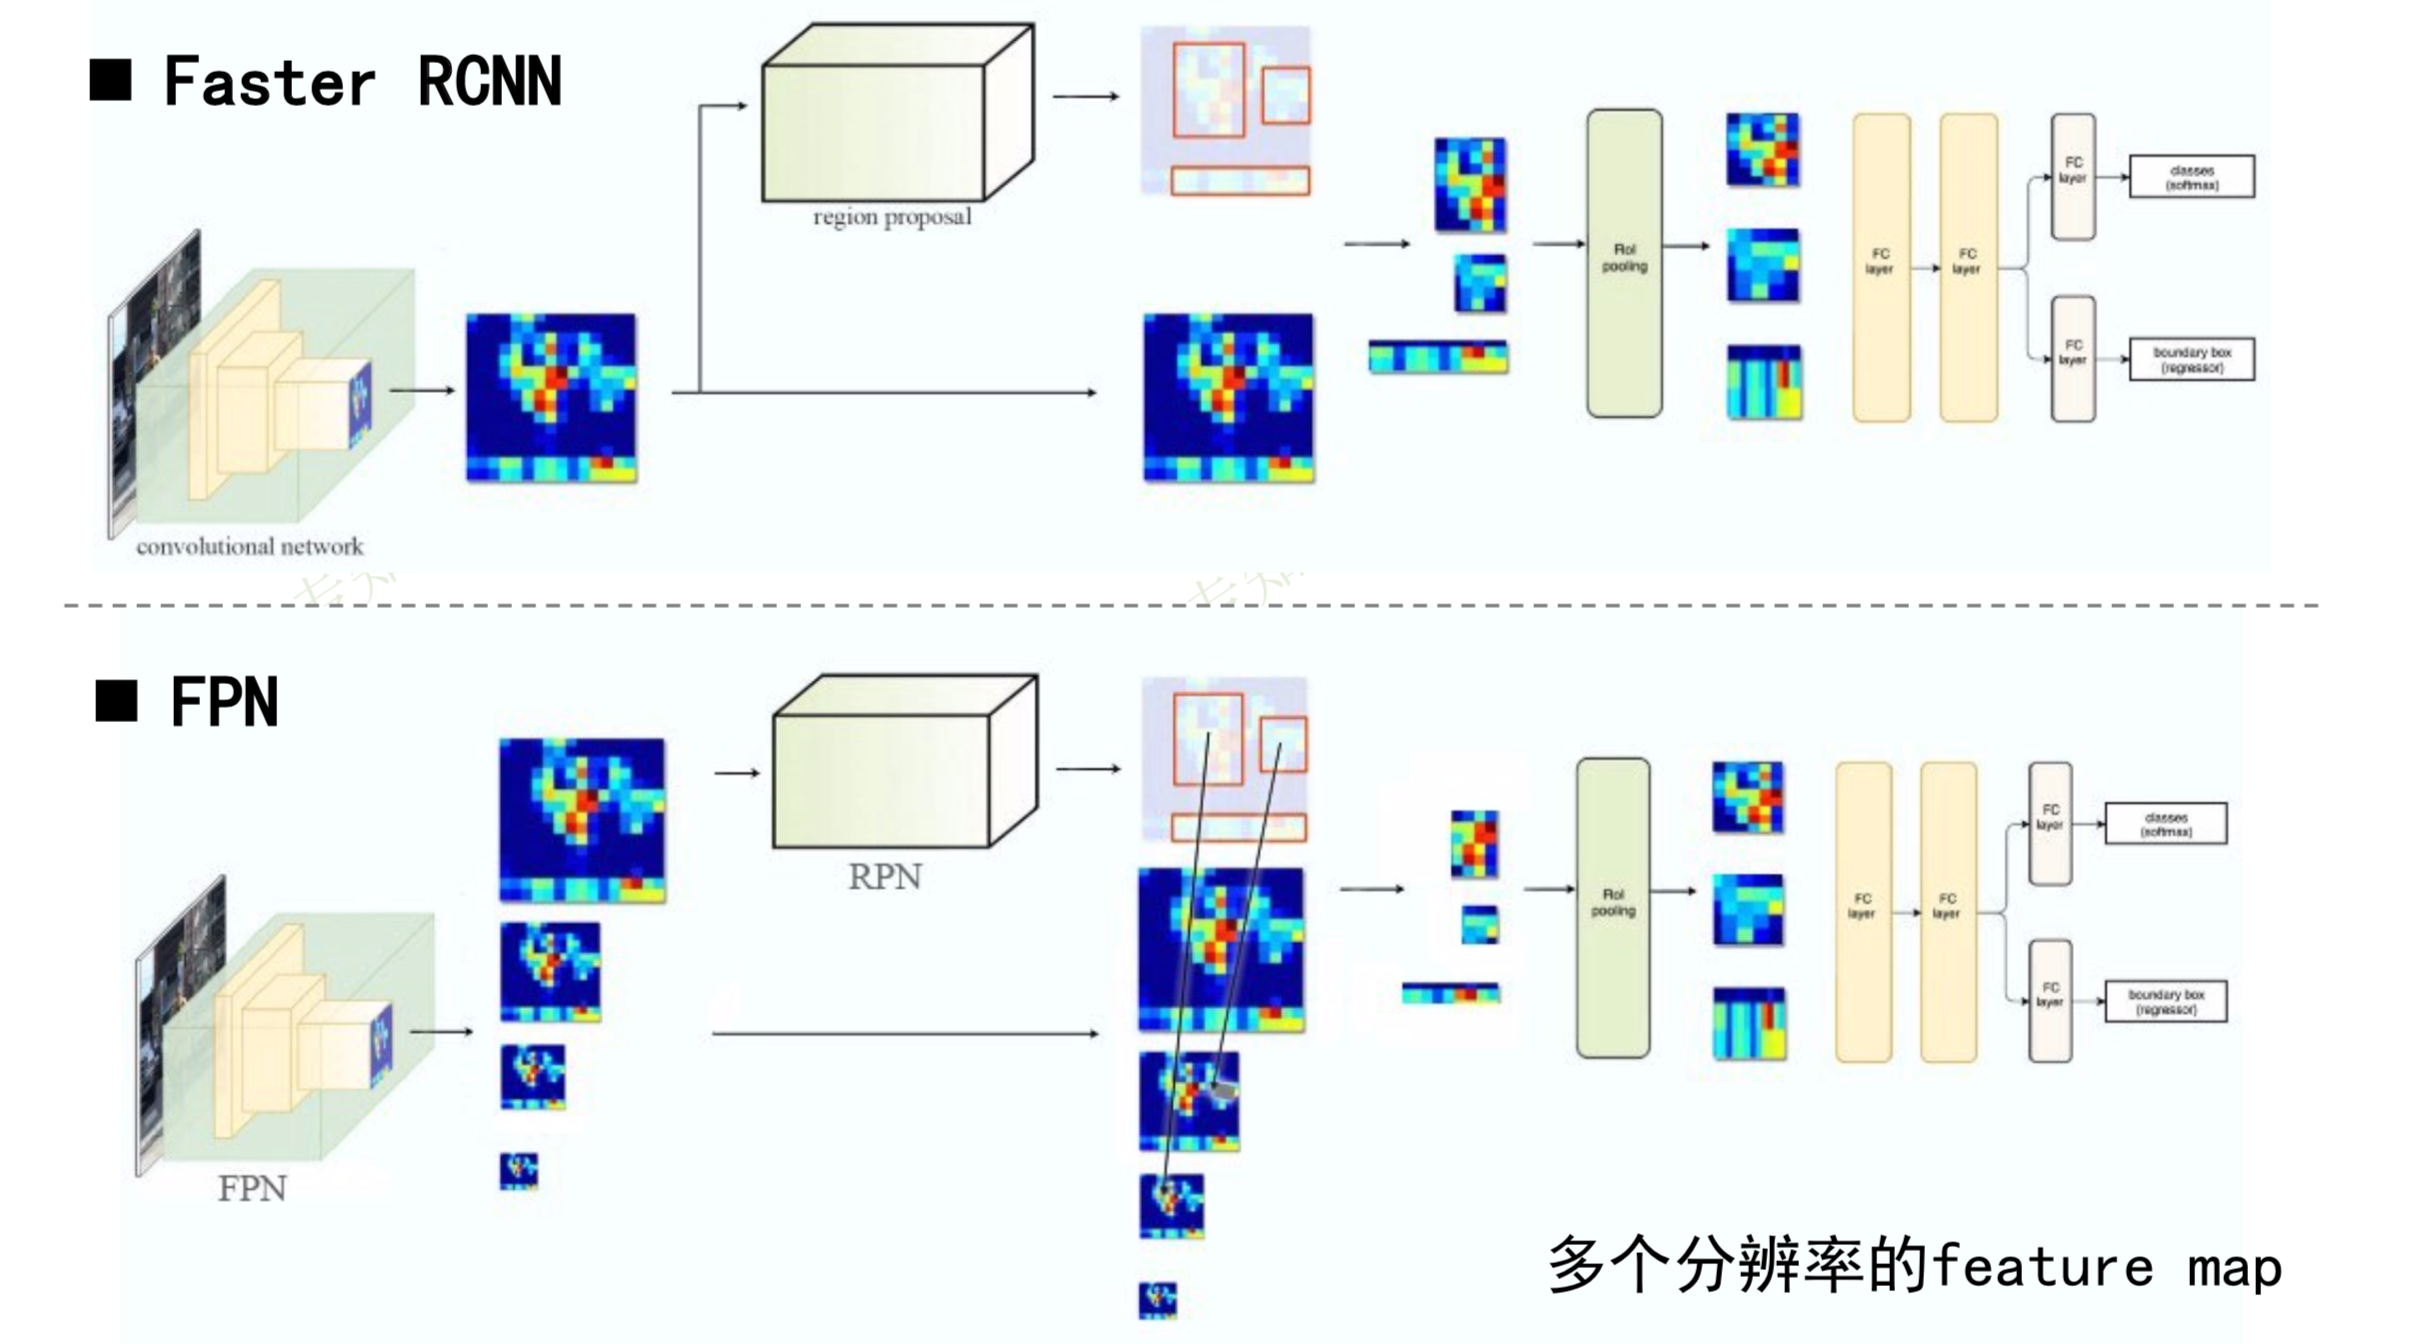 ■ Faster RCNN
region proposal
convolutional network
RoI
pooling
FC
layer
FC
layer
FC
layer
classes
(softmax)
FC
layer
boundary box
(regressor)
■ FPN
RPN
FPN
RoI
pooling
FC
layer
FC
layer
FC
layer
classes
(softmax)
FC
layer
boundary box
(regressor)
多个分辨率的feature map